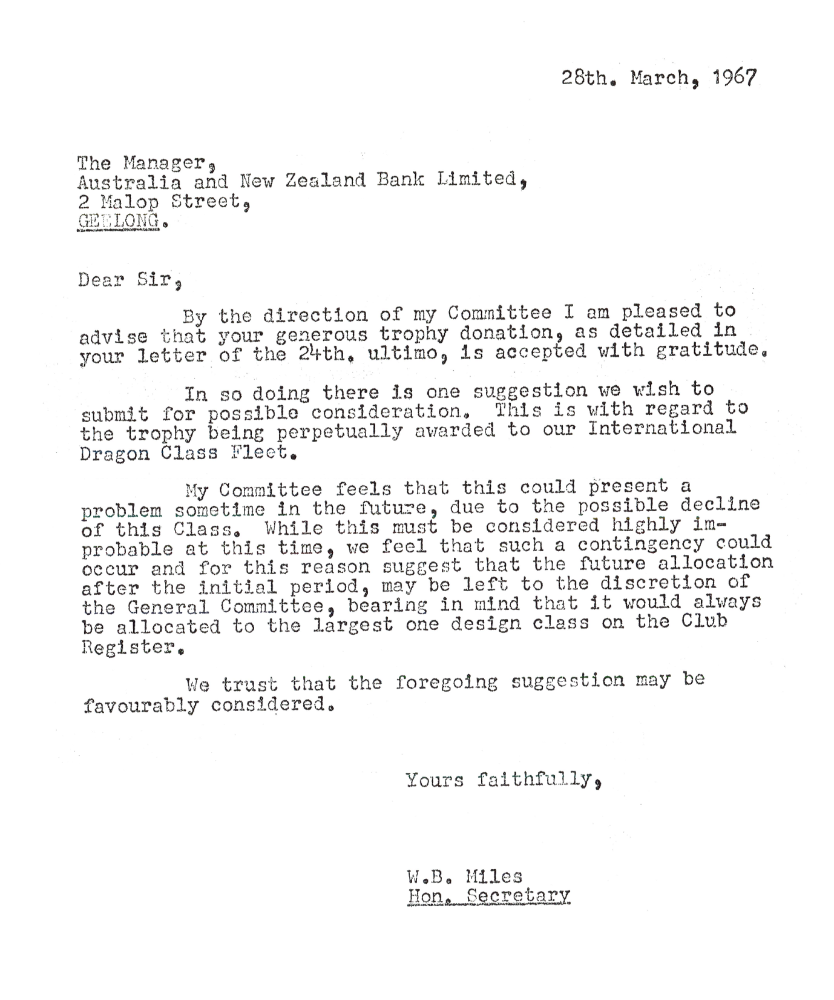 28th. March, 1967
The Manager,
Australia and New Zealand Bank Limited,
2 Malop Street,
GEELONG.
Dear Sir,
By the direction of my Committee I am pleased to
advise that your generous trophy donation, as detailed in
your letter of the 24th. ultimo, is accepted with gratitude.
In so doing there is one suggestion we wish to
submit for possible consideration. This is with regard to
the trophy being perpetually awarded to our International
Dragon Class Fleet.
My Committee feels that this could present a
problem sometime in the future, due to the possible decline
of this Class. While this must be considered highly im-
probable at this time, we feel that such a contingency could
occur and for this reason suggest that the future allocation
after the initial period, may be left to the discretion of
the General Committee, bearing in mind that it would always
be allocated to the largest one design class on the Club
Register.
We trust that the foregoing suggestion may be
favourably considered.
Yours faithfully,
W.B. Miles
Hon. Secretary